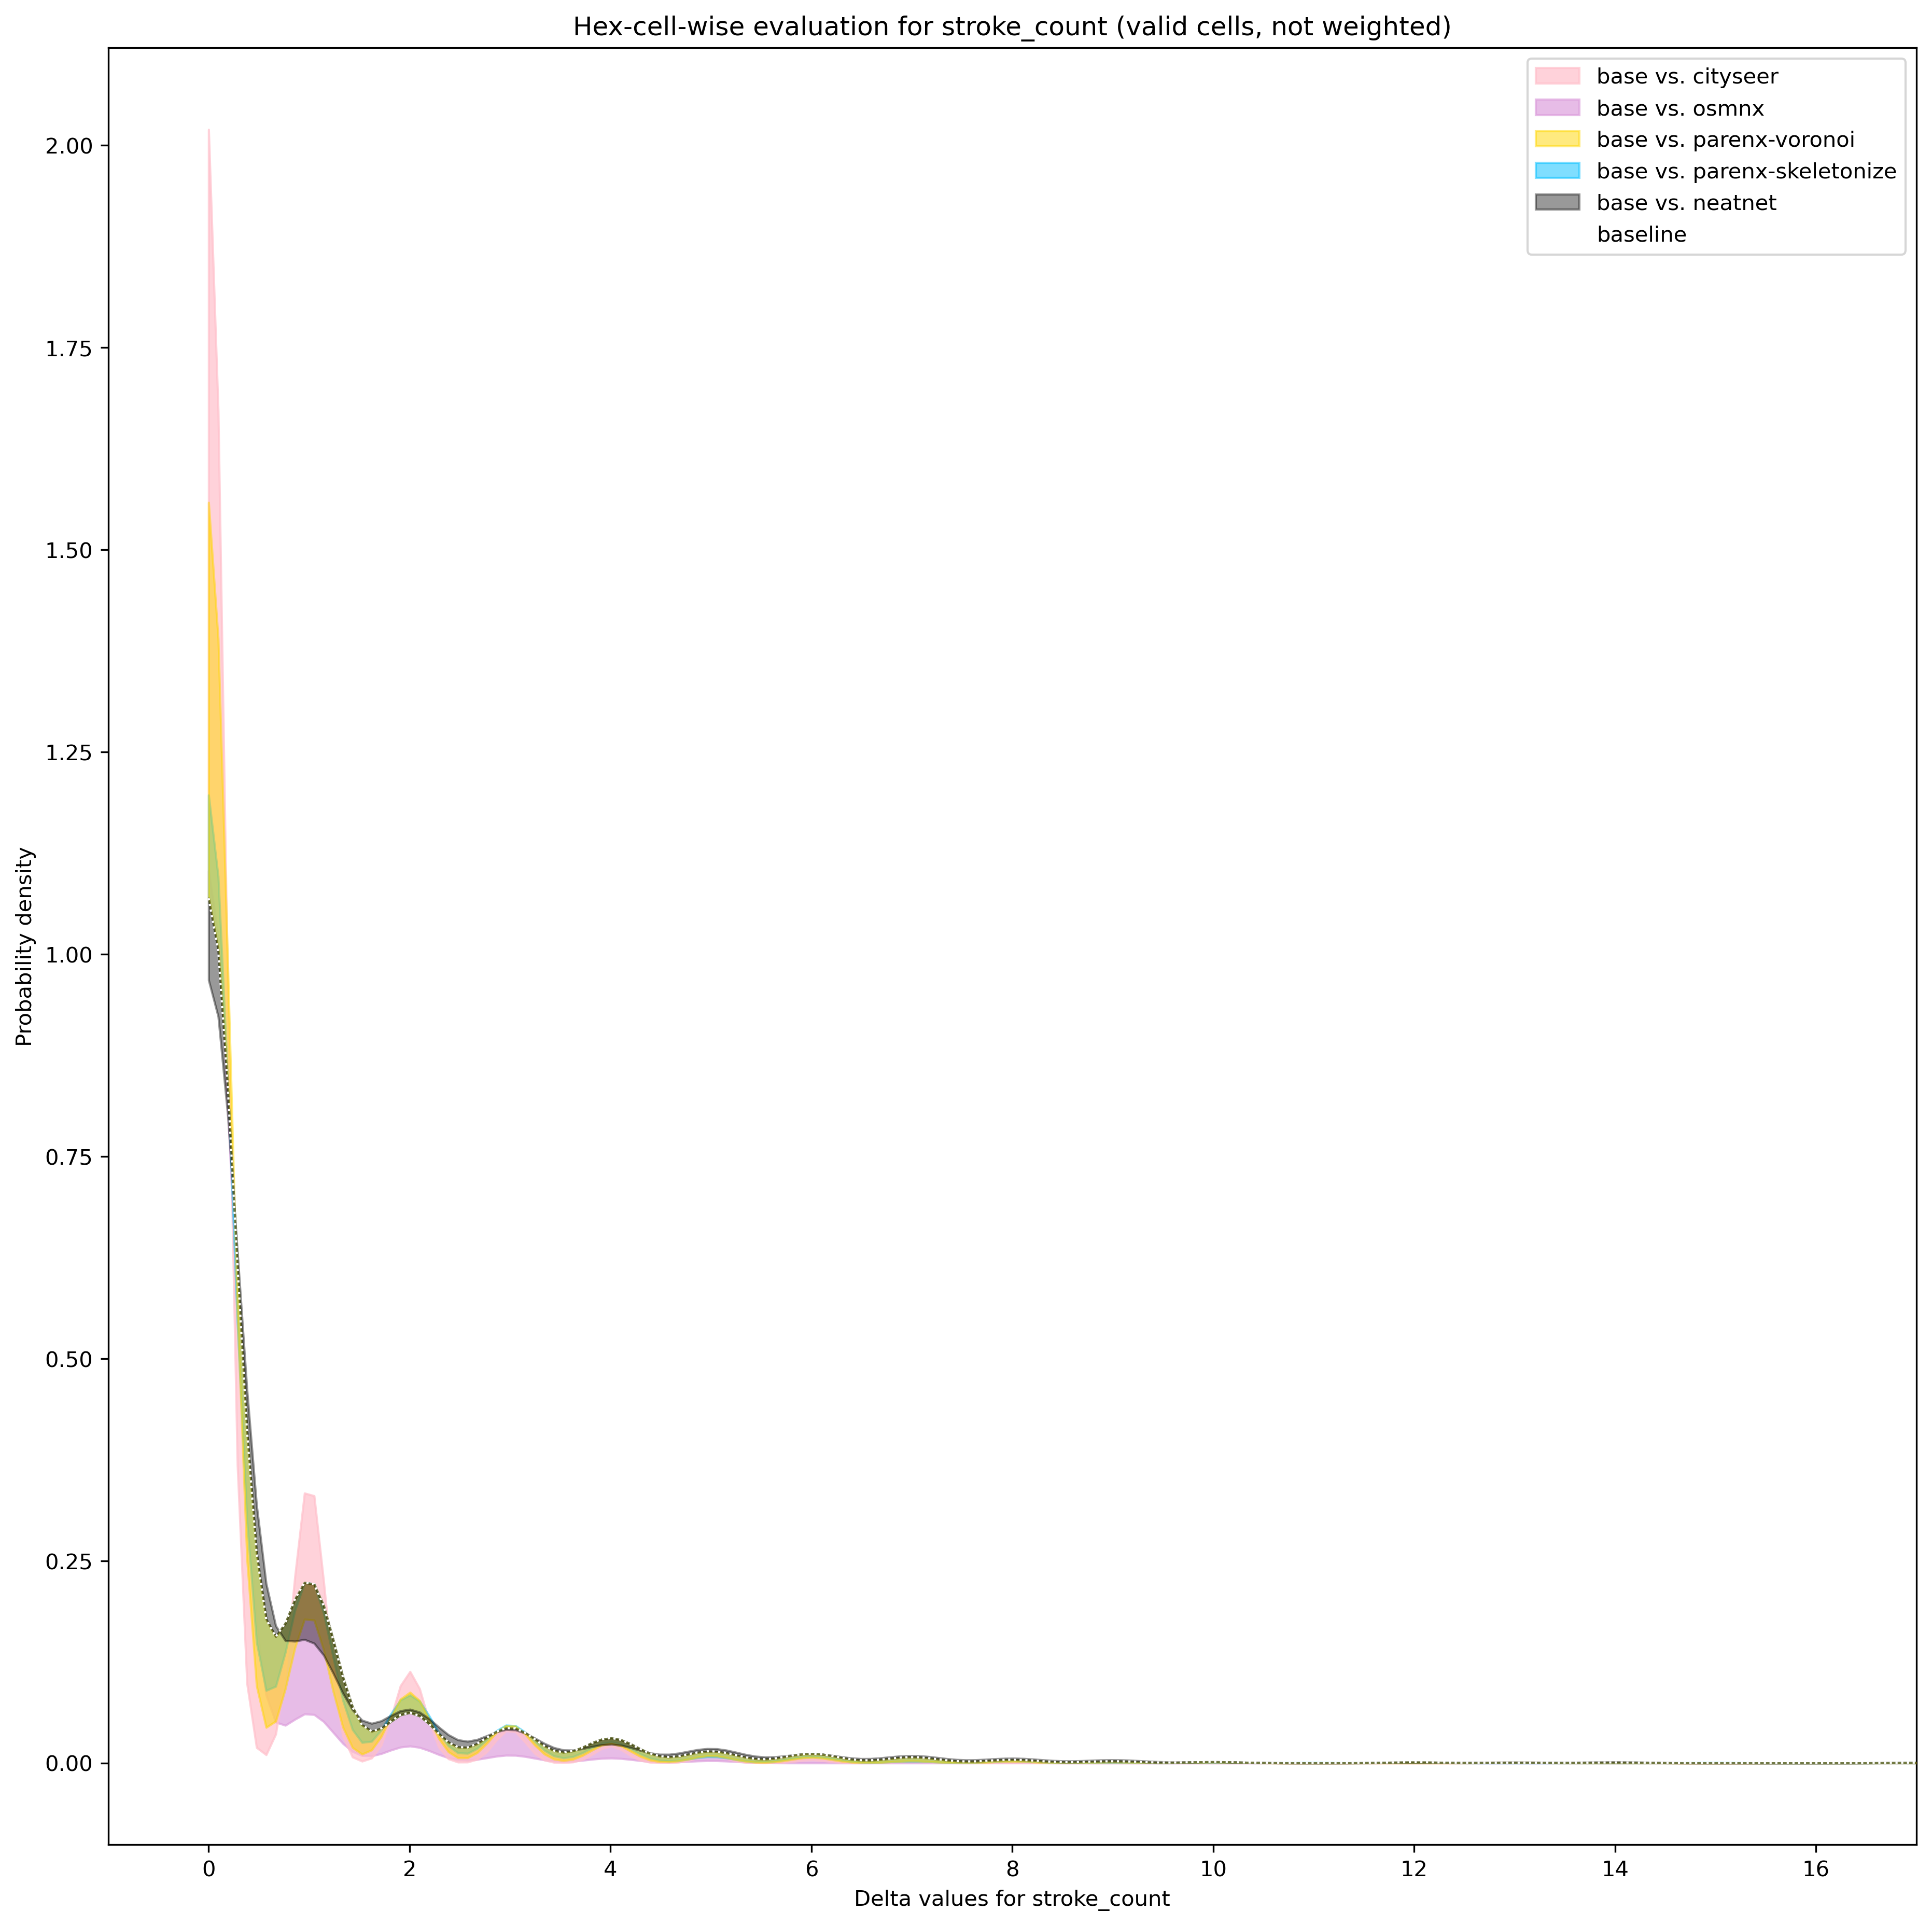 Hex-cell-wise evaluation for stroke_count (valid cells, not weighted)
base vs. cityseer
base vs. osmnx
base vs. parenx-voronoi
base vs. parenx-skeletonize
base vs. neatnet
baseline
Probability density
2.00
1.75
1.50
1.25
1.00
0.75
0.50
0.25
0.00
0 2 4 6 8 10 12 14 16
Delta values for stroke_count